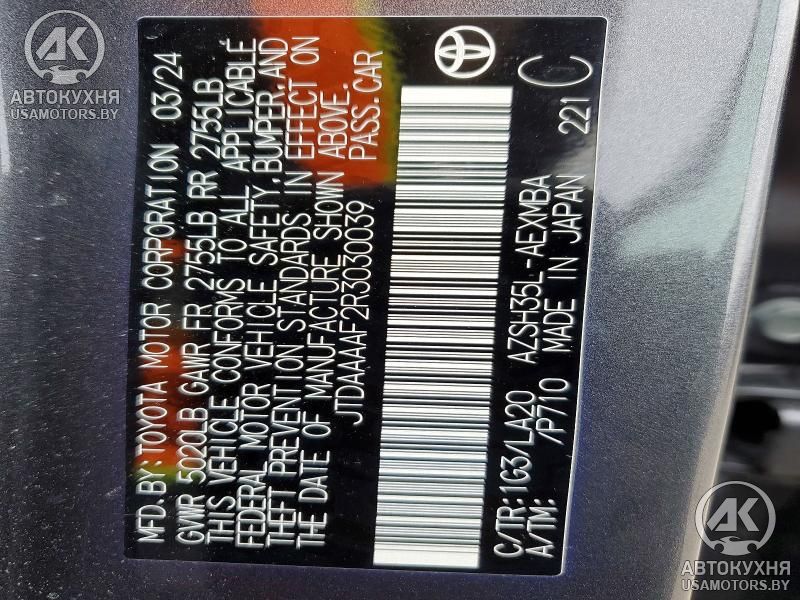 MFD.BY:TOYOTA MOTOR CORPORATION 03/24
GVWR 5020LB GAWR FR 2755LB RR 2755LB
THIS VEHICLE CONFORMS TO ALL APPLICABLE
FEDERAL MOTOR VEHICLE SAFETY, BUMPER, AND
THEFT PREVENTION STANDARDS IN EFFECT ON
THE DATE OF MANUFACTURE SHOWN ABOVE.
JTDAAAAF2R3030039 PASS.CAR
C/TR:1G3/LA20 AZSH35L-AEXMBA 221
A/TM: /P710 MADE IN JAPAN C
AK
АВТОКУХНЯ
USAMOTORS.BY
AK
АВТОКУХНЯ
USAMOTORS.BY